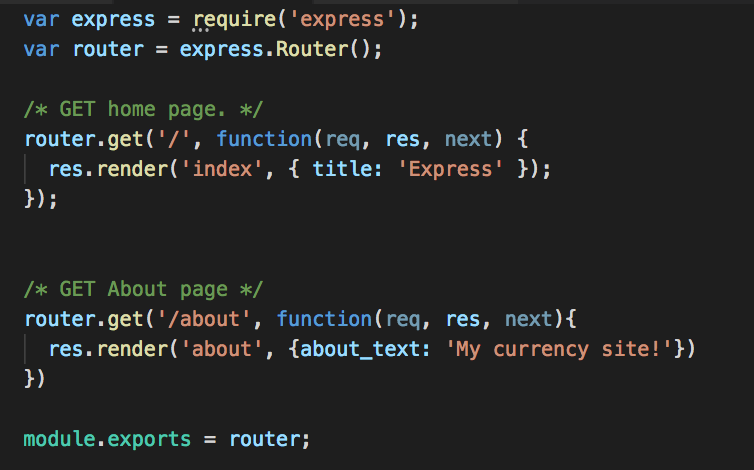 var express = require('express');
var router = express.Router();
/* GET home page. */
router.get('/', function(req, res, next) {
  res.render('index', { title: 'Express' });
});
/* GET About page */
router.get('/about', function(req, res, next){
  res.render('about', {about_text: 'My currency site!'})
})
module.exports = router;